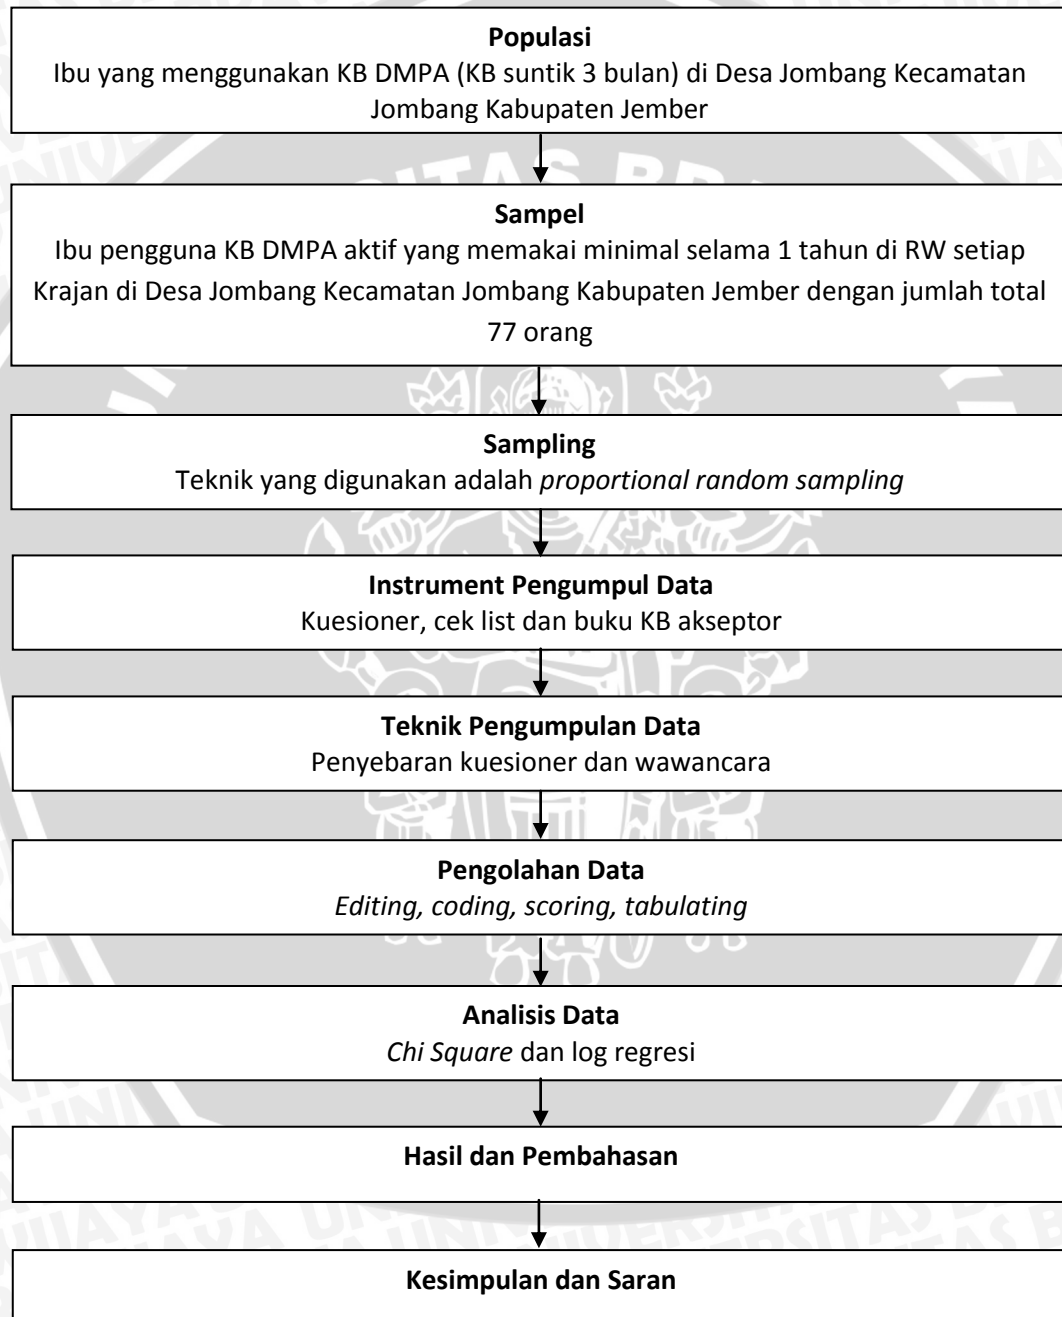 Populasi
Ibu yang menggunakan KB DMPA (KB suntik 3 bulan) di Desa Jombang Kecamatan
Jombang Kabupaten Jember
Sampel
Ibu pengguna KB DMPA aktif yang memakai minimal selama 1 tahun di RW setiap
Krajan di Desa Jombang Kecamatan Jombang Kabupaten Jember dengan jumlah total
77 orang
Sampling
Teknik yang digunakan adalah proportional random sampling
Instrument Pengumpul Data
Kuesioner, cek list dan buku KB akseptor
Teknik Pengumpulan Data
Penyebaran kuesioner dan wawancara
Pengolahan Data
Editing, coding, scoring, tabulating
Analisis Data
Chi Square dan log regresi
Hasil dan Pembahasan
Kesimpulan dan Saran